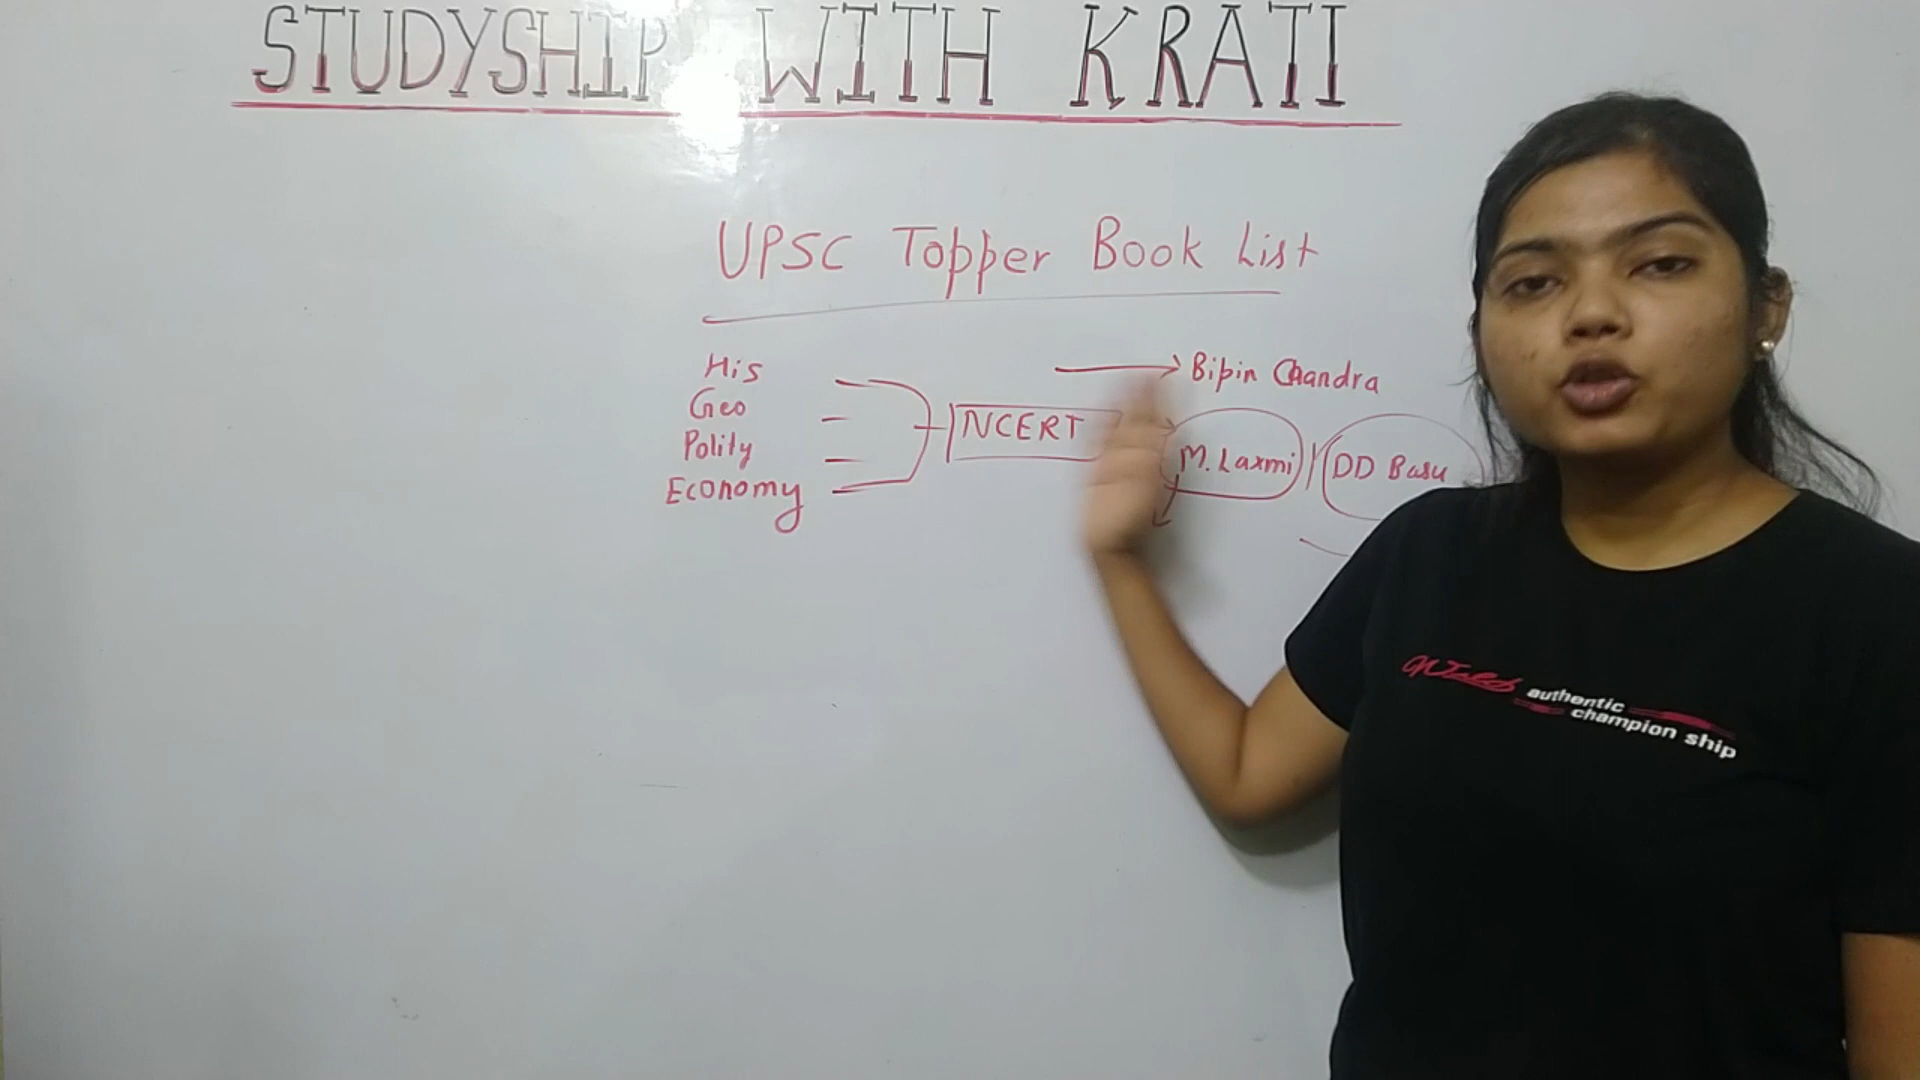 STUDYSHIP WITH KRATI
UPSC Topper Book List
His
Geo
Polity
Economy
NCERT
Bipin Chandra
M. Laxmi / DD Basu
authentic
champion ship